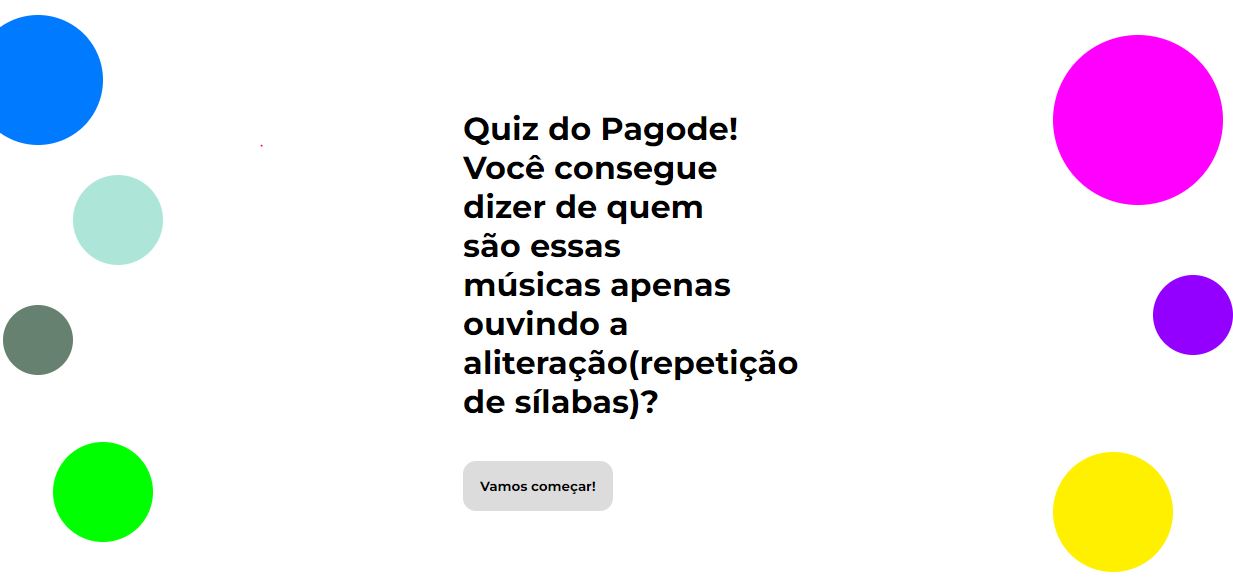 Quiz do Pagode!
Você consegue
dizer de quem
são essas
músicas apenas
ouvindo a
aliteração(repetição
de sílabas)?
Vamos começar!